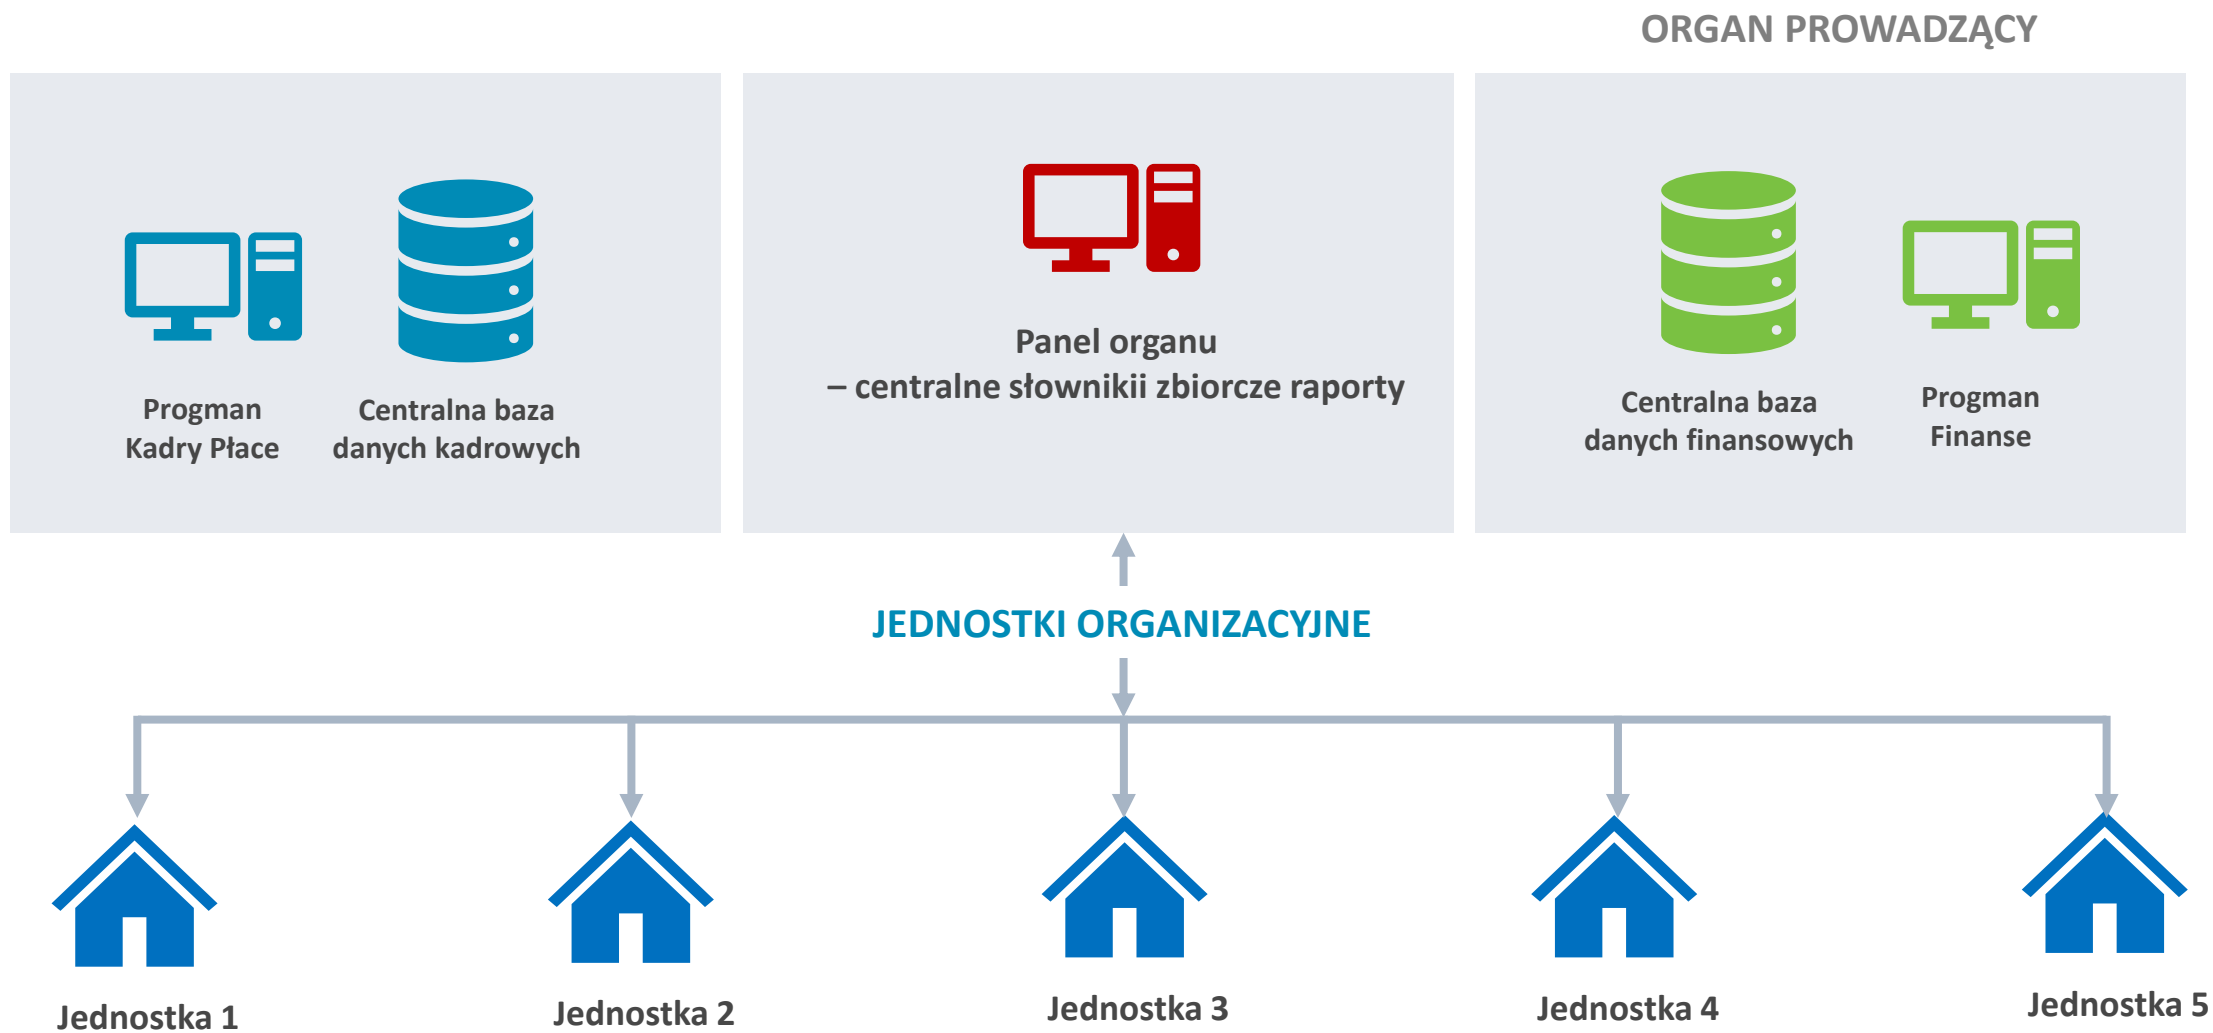 ORGAN PROWADZĄCY
Progman
Kadry Płace
Centralna baza
danych kadrowych
Panel organu
– centralne słownikii zbiorcze raporty
Centralna baza
danych finansowych
Progman
Finanse
JEDNOSTKI ORGANIZACYJNE
Jednostka 1
Jednostka 2
Jednostka 3
Jednostka 4
Jednostka 5